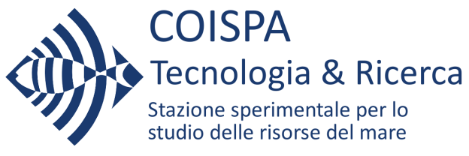 COISPA
Tecnologia & Ricerca
Stazione sperimentale per lo
studio delle risorse del mare